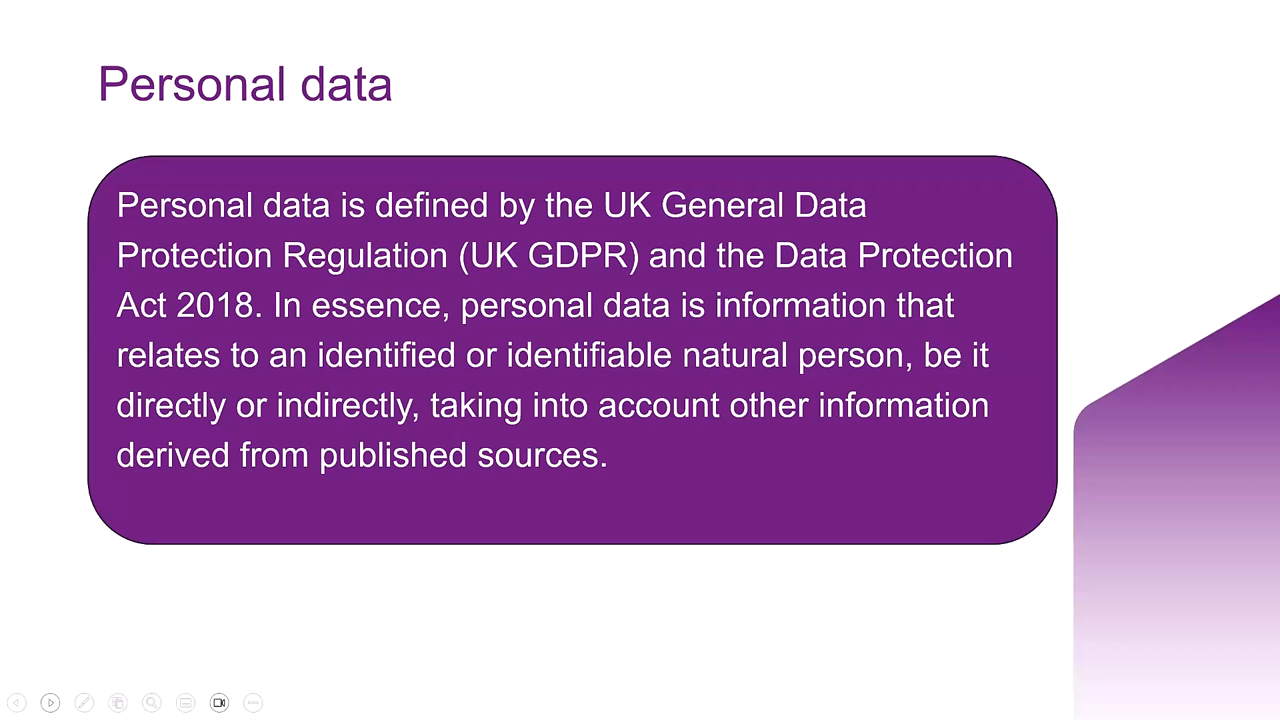 Personal data
Personal data is defined by the UK General Data
Protection Regulation (UK GDPR) and the Data Protection
Act 2018. In essence, personal data is information that
relates to an identified or identifiable natural person, be it
directly or indirectly, taking into account other information
derived from published sources.